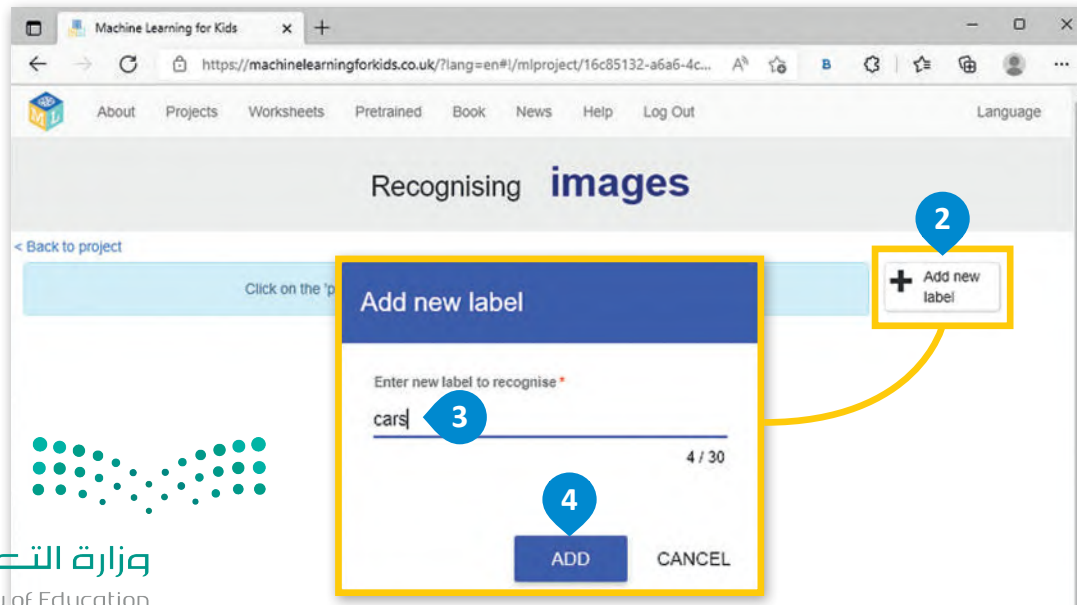 Machine Learning for Kids
https://machinelearningforkids.co.uk/?lang=en#!/mlproject/16c85132-a6a6-4c...
About Projects Worksheets Pretrained Book News Help Log Out Language
Recognising images
2
< Back to project
Click on the 'p
Add new
label
Add new label
Enter new label to recognise *
cars
3
4 / 30
4
ADD CANCEL
وزارة التـ
of Education